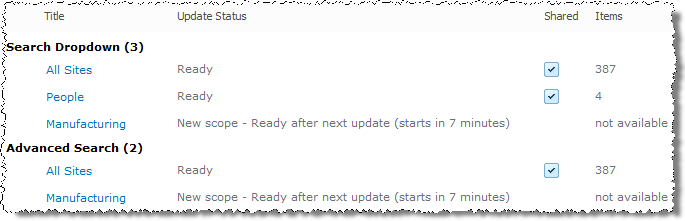 Title Update Status Shared Items
Search Dropdown (3)
All Sites Ready 387
People Ready 4
Manufacturing New scope - Ready after next update (starts in 7 minutes) not available
Advanced Search (2)
All Sites Ready 387
Manufacturing New scope - Ready after next update (starts in 7 minutes) not available